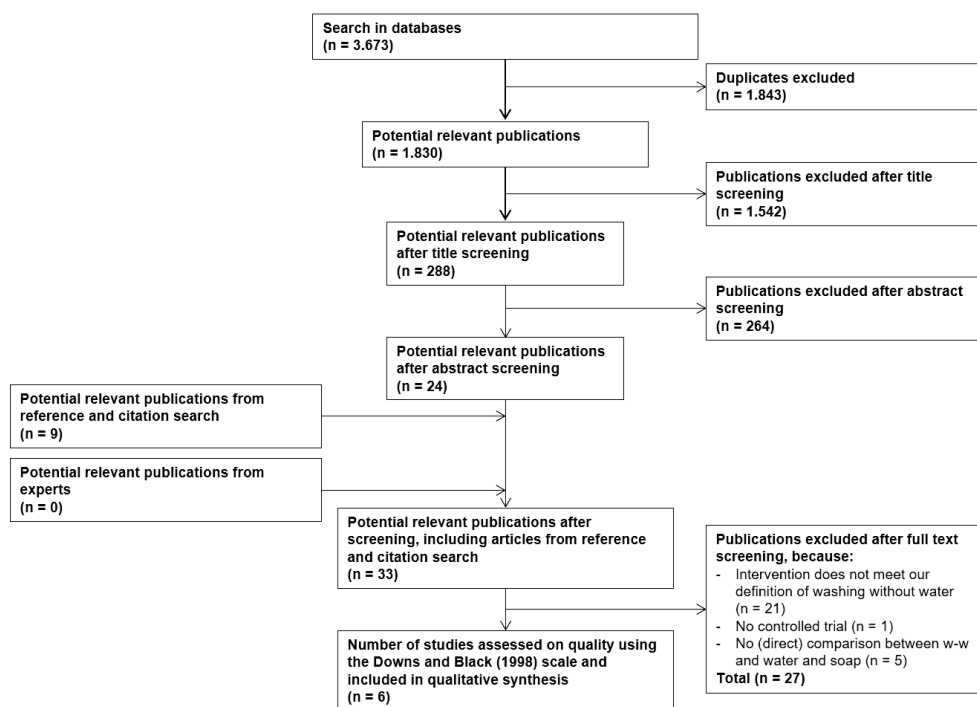 Search in databases
(n = 3.673)
Duplicates excluded
(n = 1.843)
Potential relevant publications
(n = 1.830)
Publications excluded after title
screening
(n = 1.542)
Potential relevant publications
after title screening
(n = 288)
Publications excluded after abstract
screening
(n = 264)
Potential relevant publications
after abstract screening
(n = 24)
Potential relevant publications from
reference and citation search
(n = 9)
Potential relevant publications from
experts
(n = 0)
Potential relevant publications after
screening, including articles from reference
and citation search
(n = 33)
Publications excluded after full text
screening, because:
- Intervention does not meet our
definition of washing without water
(n = 21)
- No controlled trial (n = 1)
- No (direct) comparison between w-w
and water and soap (n = 5)
Total (n = 27)
Number of studies assessed on quality using
the Downs and Black (1998) scale and
included in qualitative synthesis
(n = 6)